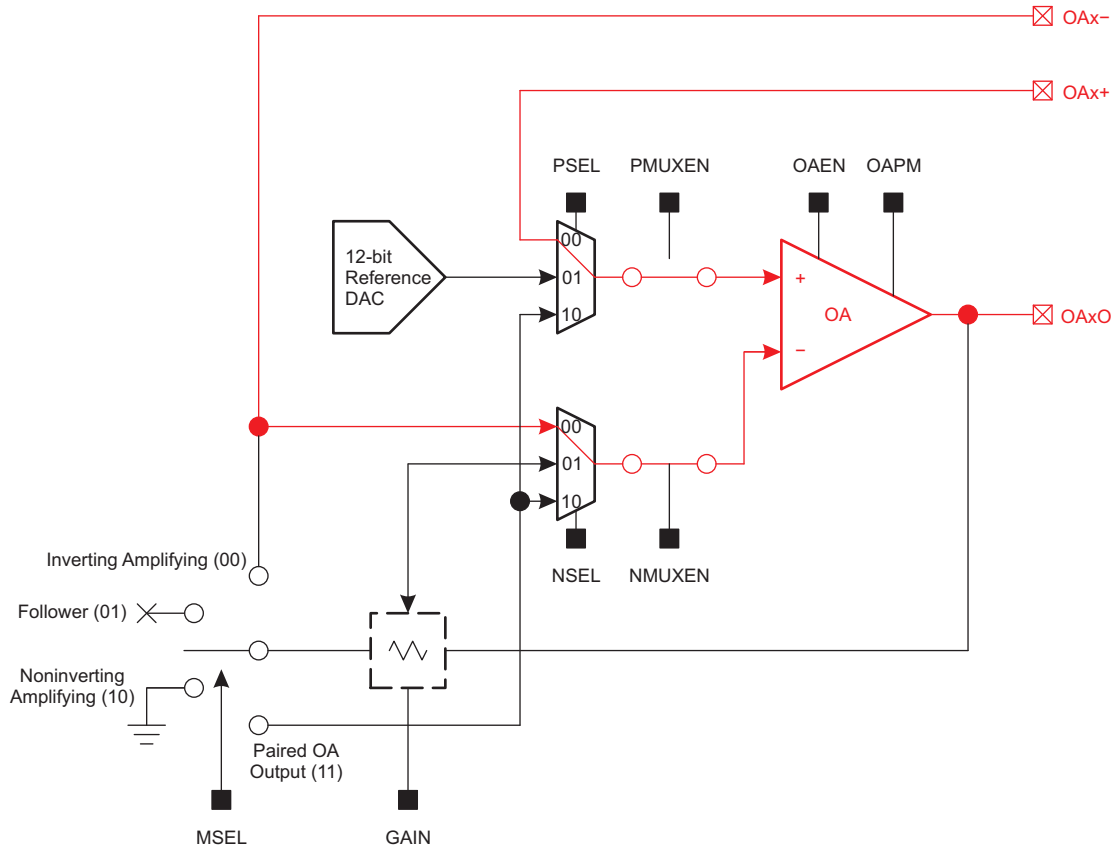 OAx−
OAx+
PSEL
PMUXEN
OAEN
OAPM
00
12-bit
Reference
DAC
01
10
+
OA
−
OAxO
00
01
10
Inverting Amplifying (00)
NSEL
NMUXEN
Follower (01)
Noninverting
Amplifying (10)
Paired OA
Output (11)
MSEL
GAIN